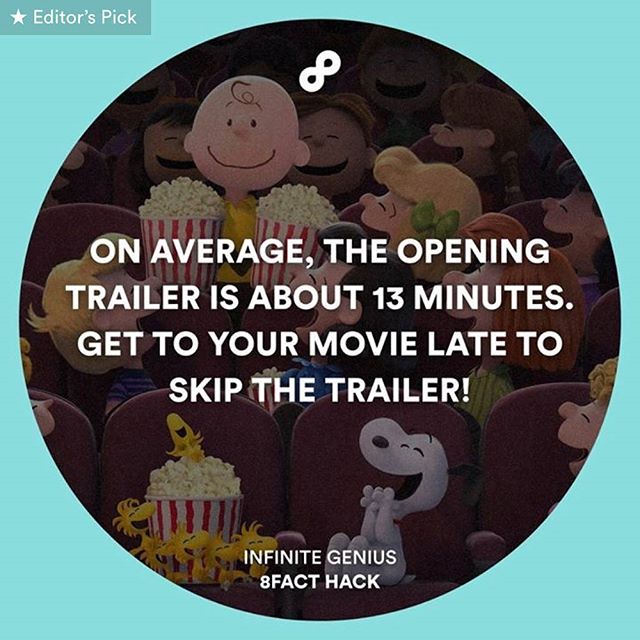 ★ Editor's Pick
ON AVERAGE, THE OPENING
TRAILER IS ABOUT 13 MINUTES.
GET TO YOUR MOVIE LATE TO
SKIP THE TRAILER!
INFINITE GENIUS
8FACT HACK